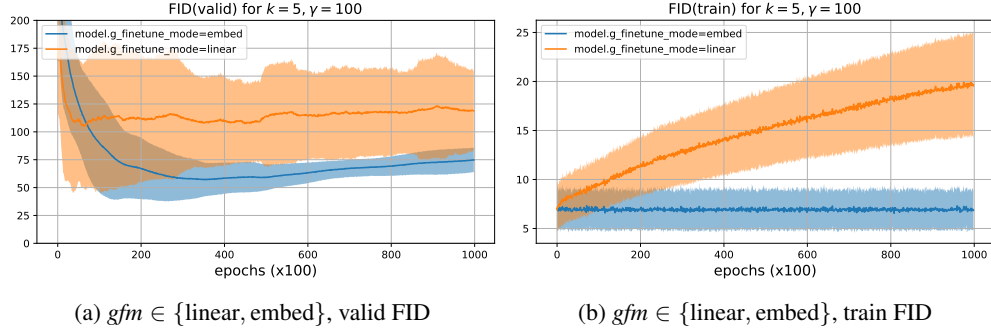 FID(valid) for k = 5, γ = 100
model.g_finetune_mode=embed
model.g_finetune_mode=linear
200
175
150
125
100
75
50
25
0
0 200 400 600 800 1000
epochs (x100)
(a) gfm ∈ {linear, embed}, valid FID
FID(train) for k = 5, γ = 100
model.g_finetune_mode=embed
model.g_finetune_mode=linear
25
20
15
10
5
0 200 400 600 800 1000
epochs (x100)
(b) gfm ∈ {linear, embed}, train FID